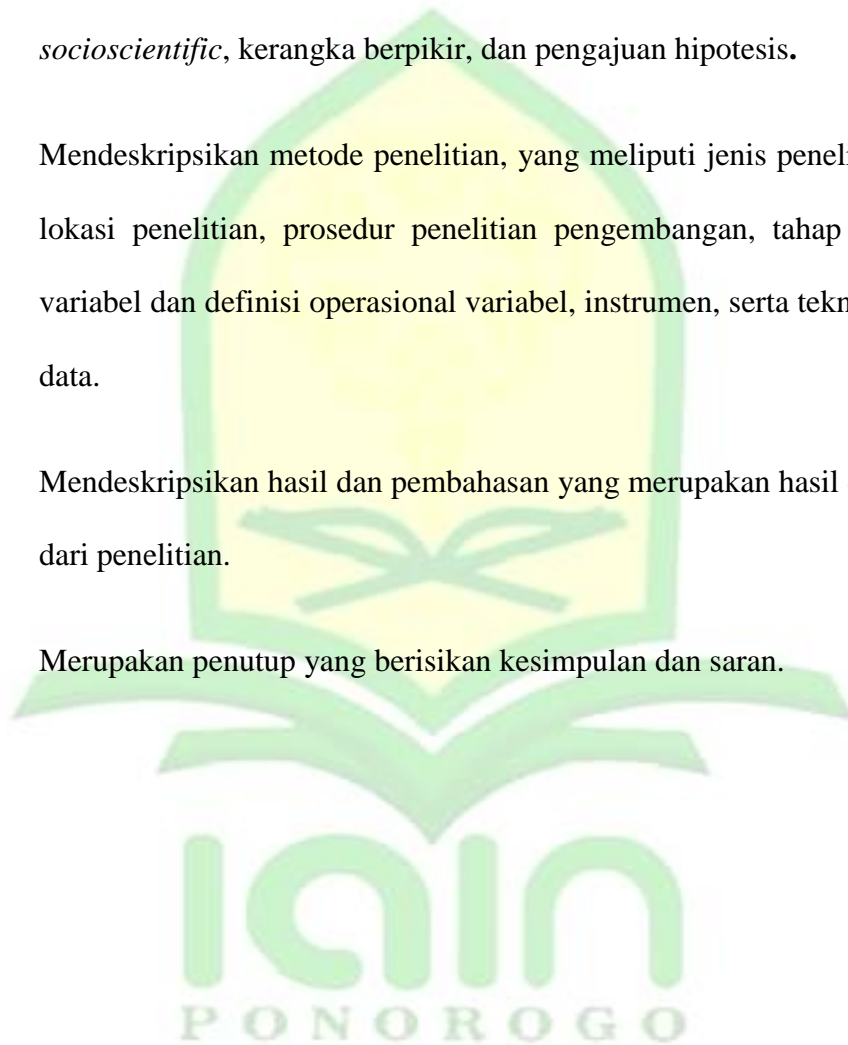 socioscientific, kerangka berpikir, dan pengajuan hipotesis.
Mendeskripsikan metode penelitian, yang meliputi jenis
lokasi penelitian, prosedur penelitian pengembangan, tahap
variabel dan definisi operasional variabel, instrumen, serta
data.
Mendeskripsikan hasil dan pembahasan yang merupakan hasil
dari penelitian.
Merupakan penutup yang berisikan kesimpulan dan saran.
IAIN
PONOROGO